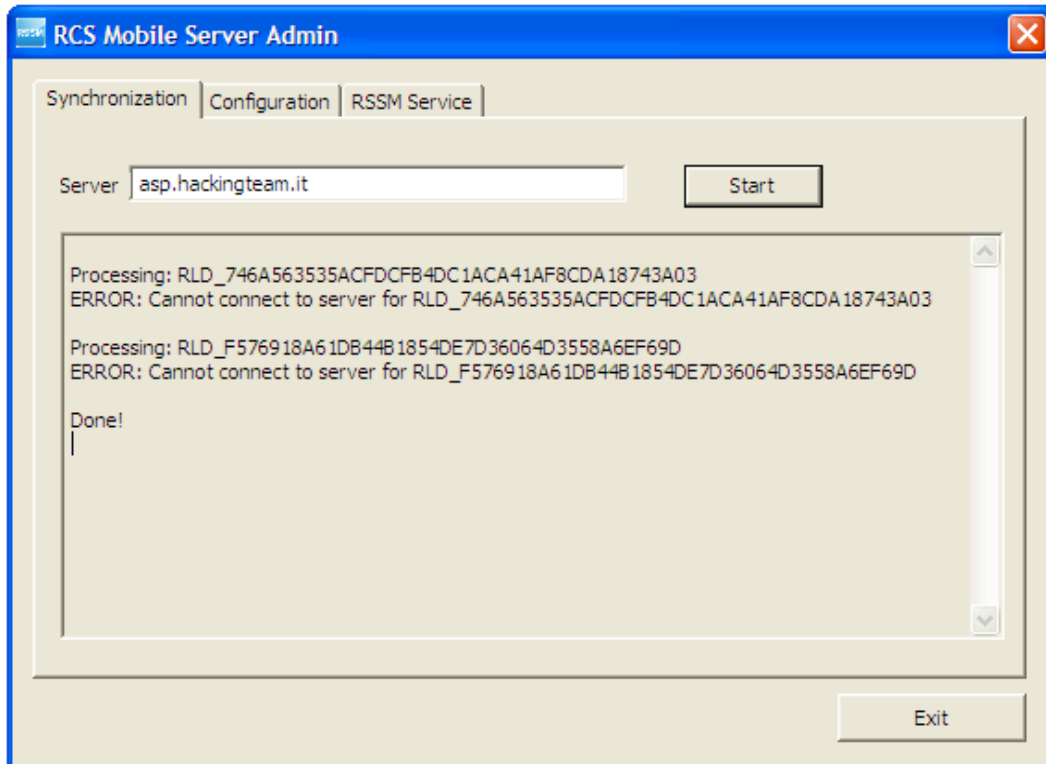 RSSM RCS Mobile Server Admin
Synchronization Configuration RSSM Service
Server asp.hackingteam.it Start
Processing: RLD_746A563535ACFDCFB4DC1ACA41AF8CDA18743A03
ERROR: Cannot connect to server for RLD_746A563535ACFDCFB4DC1ACA41AF8CDA18743A03
Processing: RLD_F576918A61DB44B1854DE7D36064D3558A6EF69D
ERROR: Cannot connect to server for RLD_F576918A61DB44B1854DE7D36064D3558A6EF69D
Done!
Exit